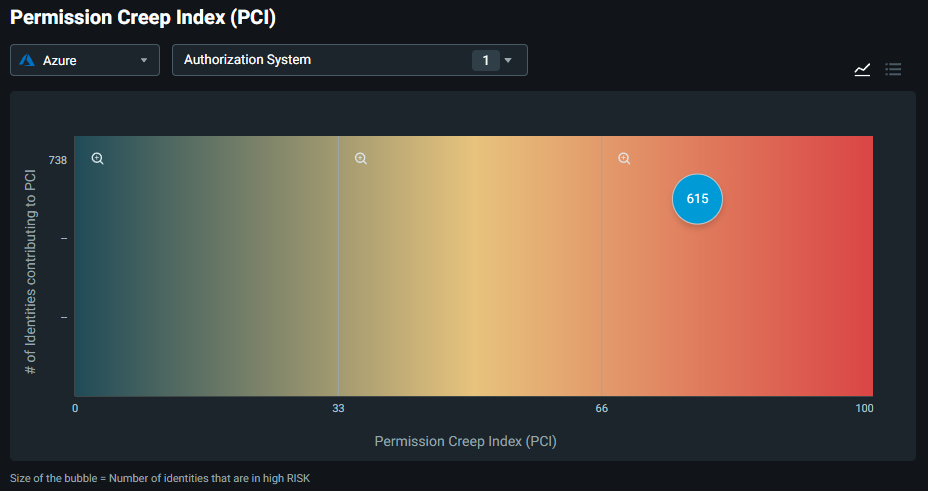 Permission Creep Index (PCI)
Azure
Authorization System 1
738
615
# of Identities contributing to PCI
0 33 66 100
Permission Creep Index (PCI)
Size of the bubble = Number of identities that are in high RISK